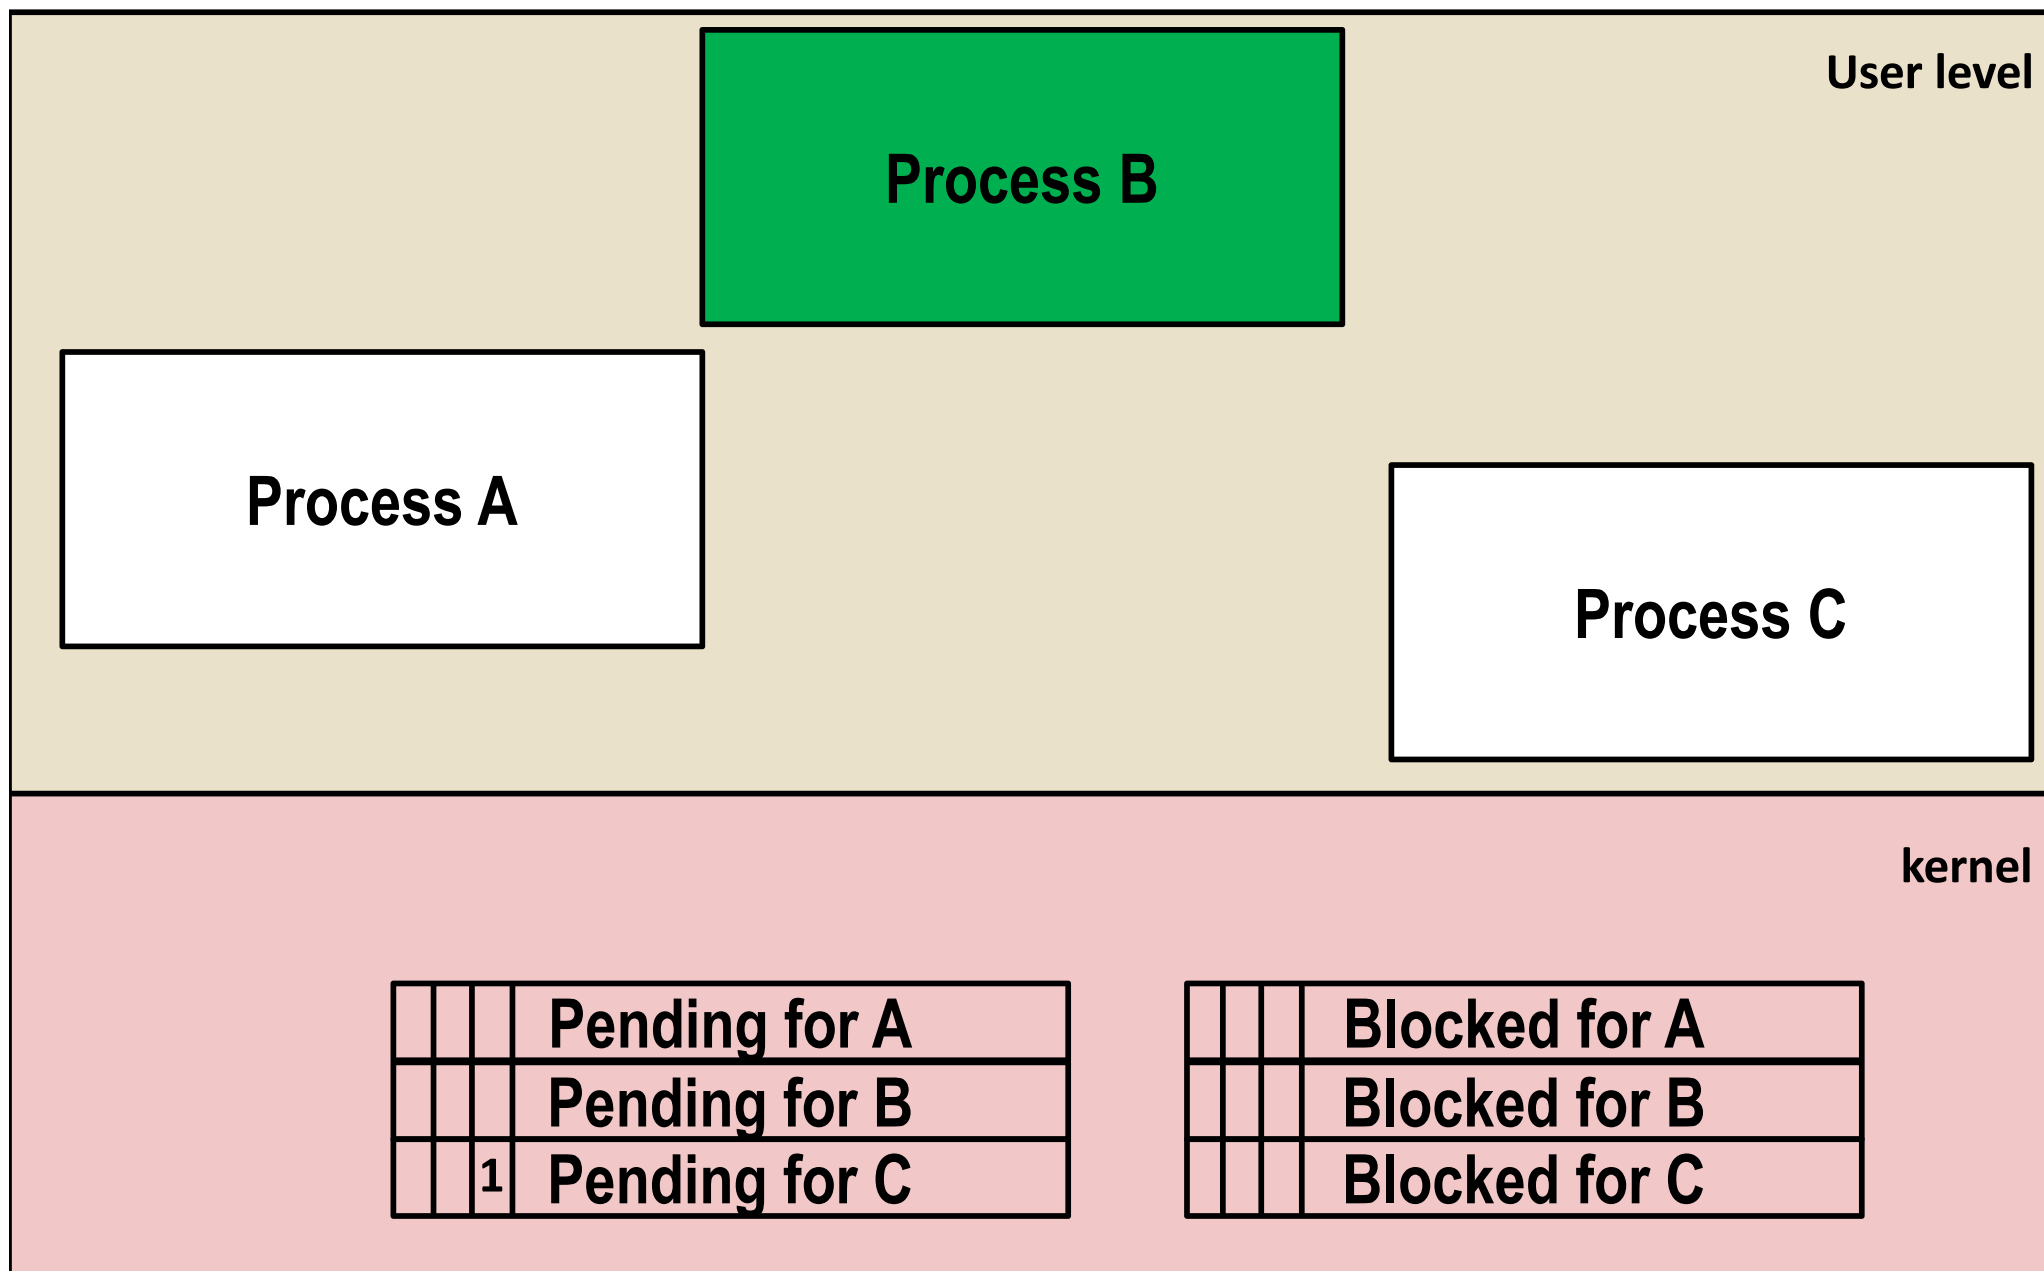 User level
Process B
Process A
Process C
kernel
Pending for A
Blocked for A
Pending for B
Blocked for B
1 Pending for C
Blocked for C